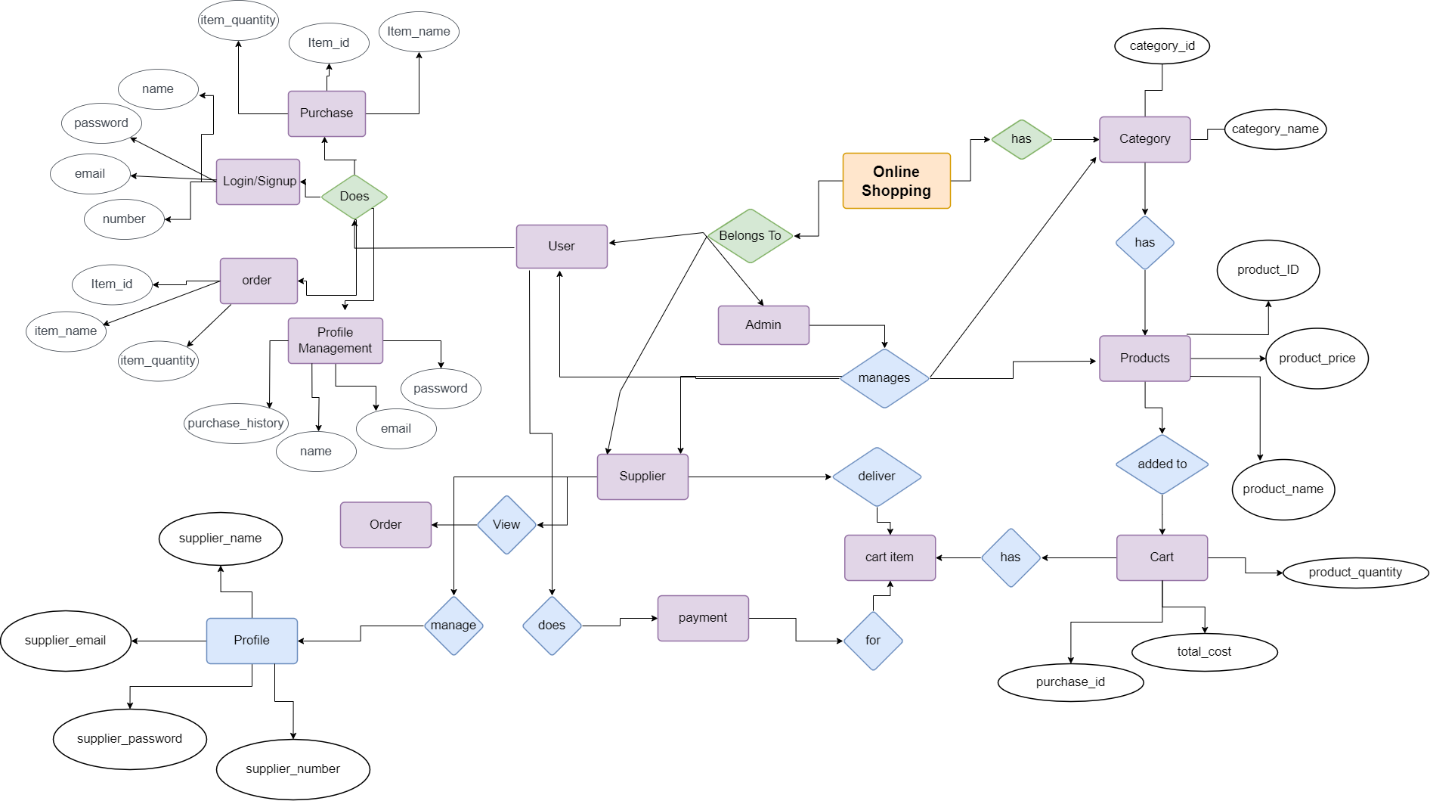 item_quantity
Item_id
Item_name
category_id
name
Purchase
password
category_name
has
Category
Online
Shopping
email
Login/Signup
Does
number
Belongs To
User
has
order
Item_id
product_ID
item_name
Admin
Profile
Management
item_quantity
Products
product_price
manages
password
purchase_history
email
name
added to
Supplier
deliver
product_name
Order
View
supplier_name
cart item
has
Cart
product_quantity
payment
manage
does
for
supplier_email
Profile
total_cost
purchase_id
supplier_password
supplier_number